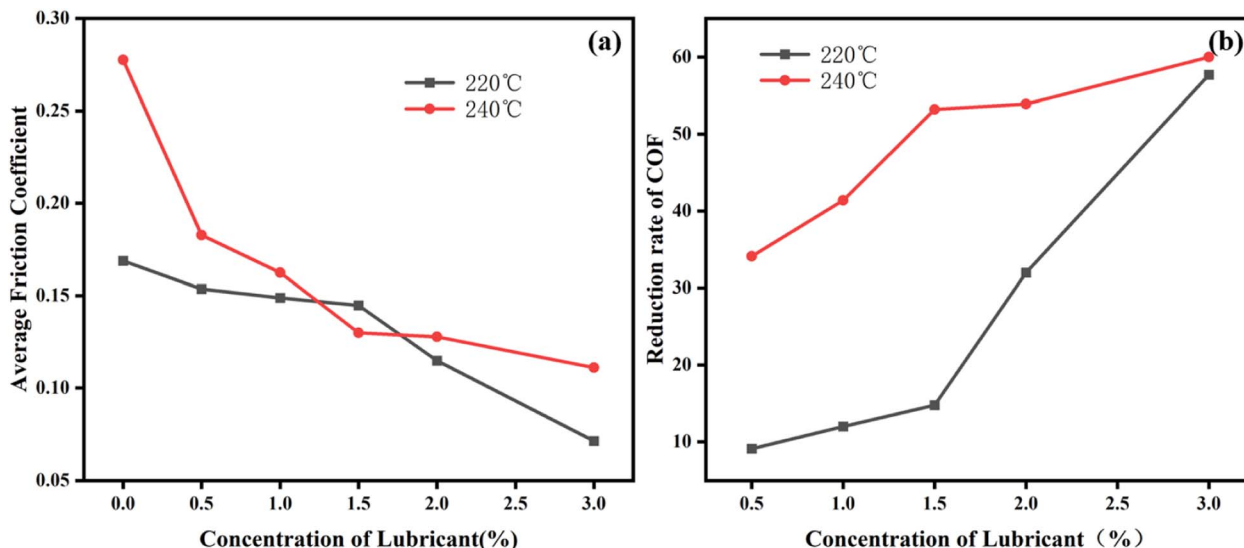 0.30
0.25
0.20
0.15
0.10
0.05
Average Friction Coefficient
(a)
220℃
240℃
0.0 0.5 1.0 1.5 2.0 2.5 3.0
Concentration of Lubricant(%)
60
50
40
30
20
10
Reduction rate of COF
(b)
220℃
240℃
0.5 1.0 1.5 2.0 2.5 3.0
Concentration of Lubricant（%）